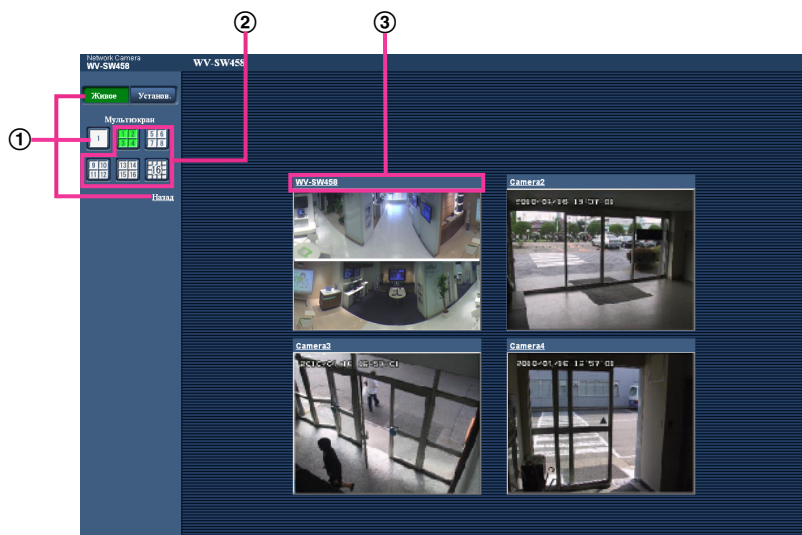 ② ③
Network Camera
WV-SW458 WV-SW458
Живое Установ.
Мультиэкран
①
1 1 2 5 6
3 4 7 8
9 10 13 14 16
11 12 15 16
Назад
WV-SW458 Camera2
Camera3 Camera4